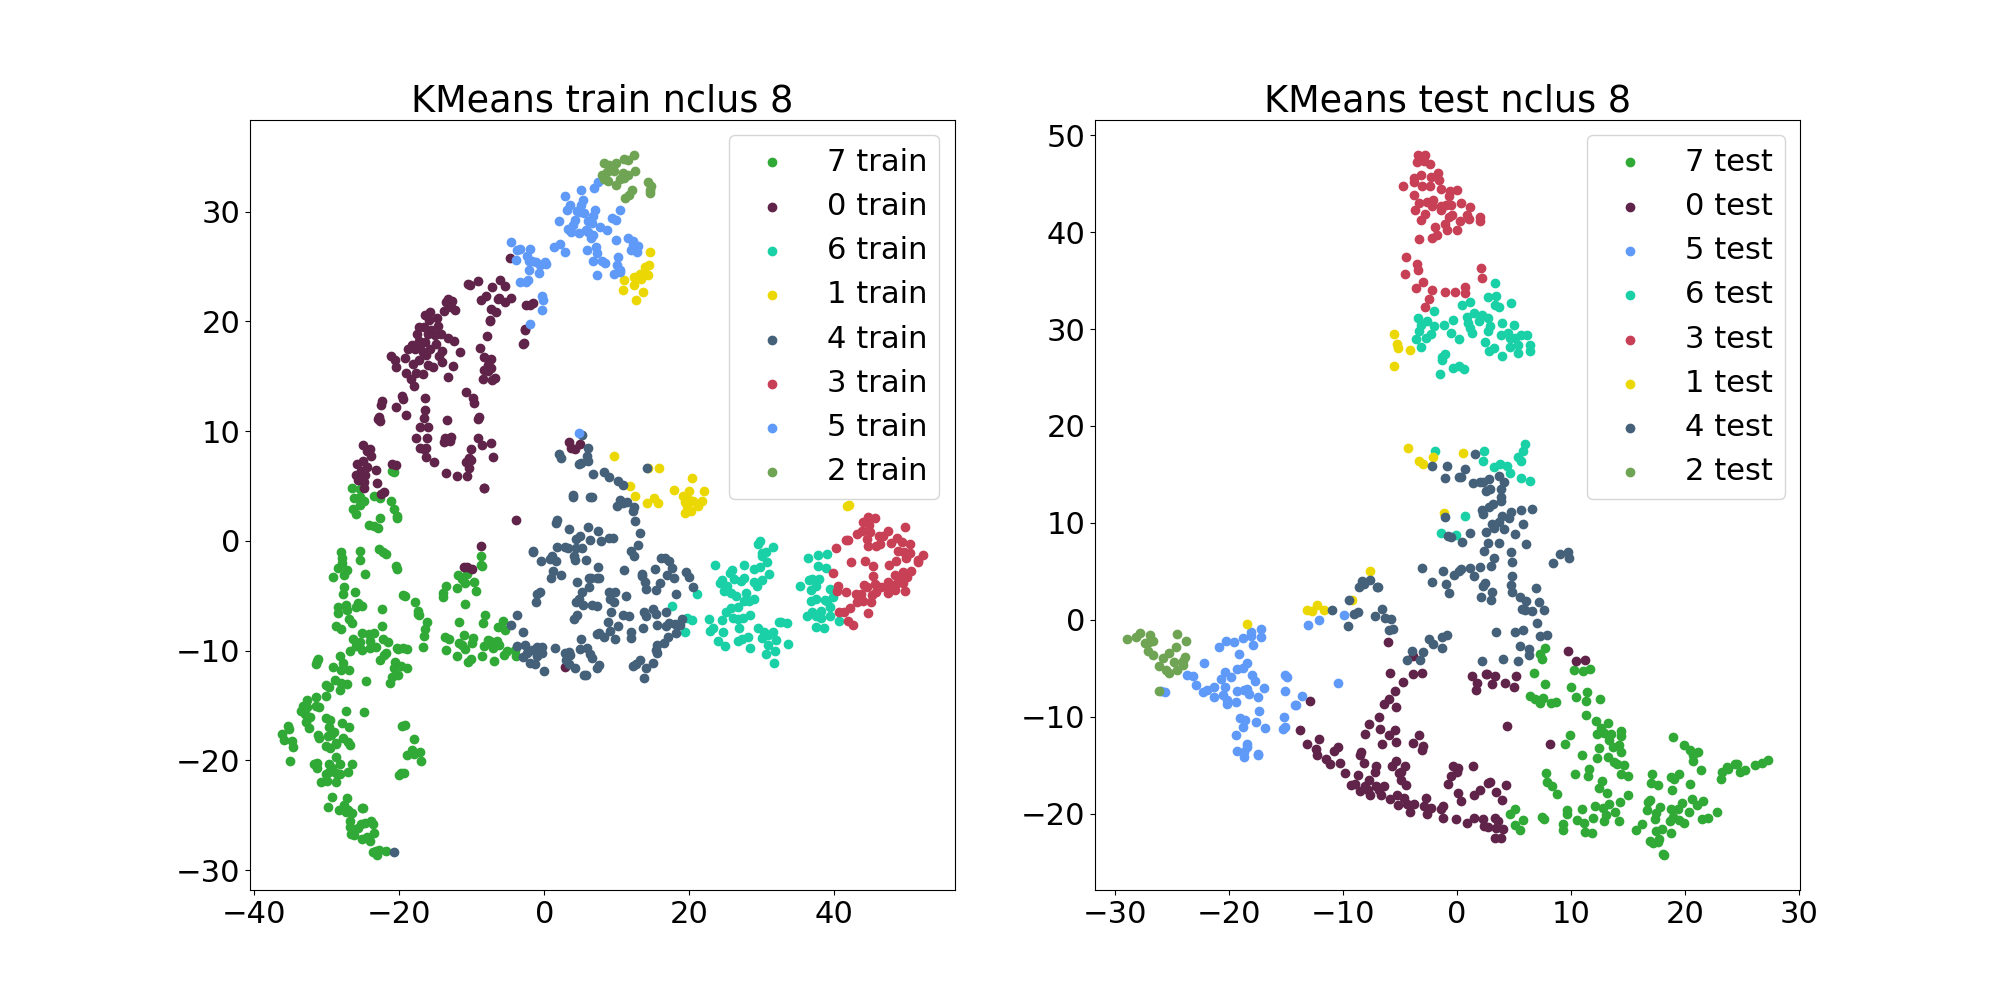 KMeans train nclus 8
30
20
10
0
−10
−20
−30
−40
−20
0
20
40
7 train
0 train
6 train
1 train
4 train
3 train
5 train
2 train
KMeans test nclus 8
50
40
30
20
10
0
−10
−20
−30
−20
−10
0
10
20
30
7 test
0 test
5 test
6 test
3 test
1 test
4 test
2 test